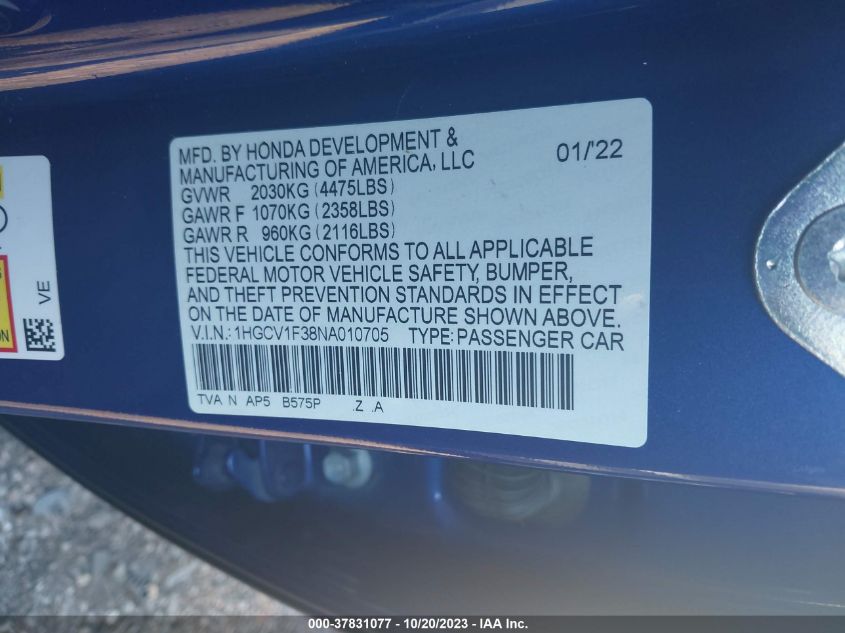 MFD. BY HONDA DEVELOPMENT &
MANUFACTURING OF AMERICA, LLC 01/'22
GVWR 2030KG (4475LBS)
GAWR F 1070KG (2358LBS)
GAWR R 960KG (2116LBS)
THIS VEHICLE CONFORMS TO ALL APPLICABLE
FEDERAL MOTOR VEHICLE SAFETY, BUMPER,
AND THEFT PREVENTION STANDARDS IN EFFECT
ON THE DATE OF MANUFACTURE SHOWN ABOVE.
V.I.N.: 1HGCV1F38NA010705 TYPE: PASSENGER CAR
TVA N AP5 B575P .Z .A
VE
000-37831077 - 10/20/2023 - IAA Inc.